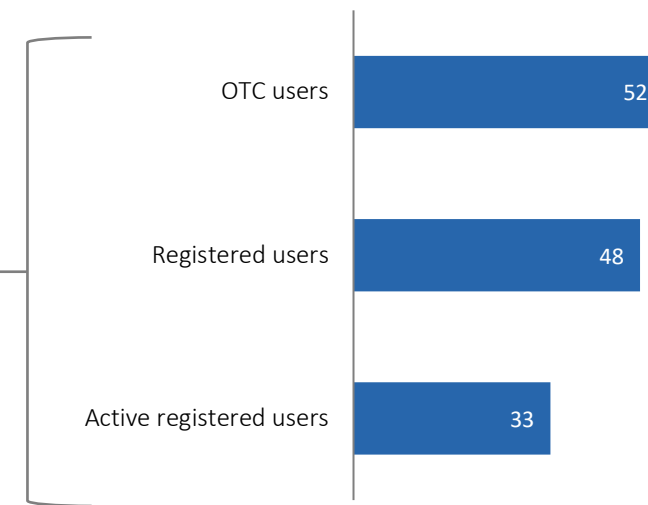 OTC users
52
Registered users
48
Active registered users
33